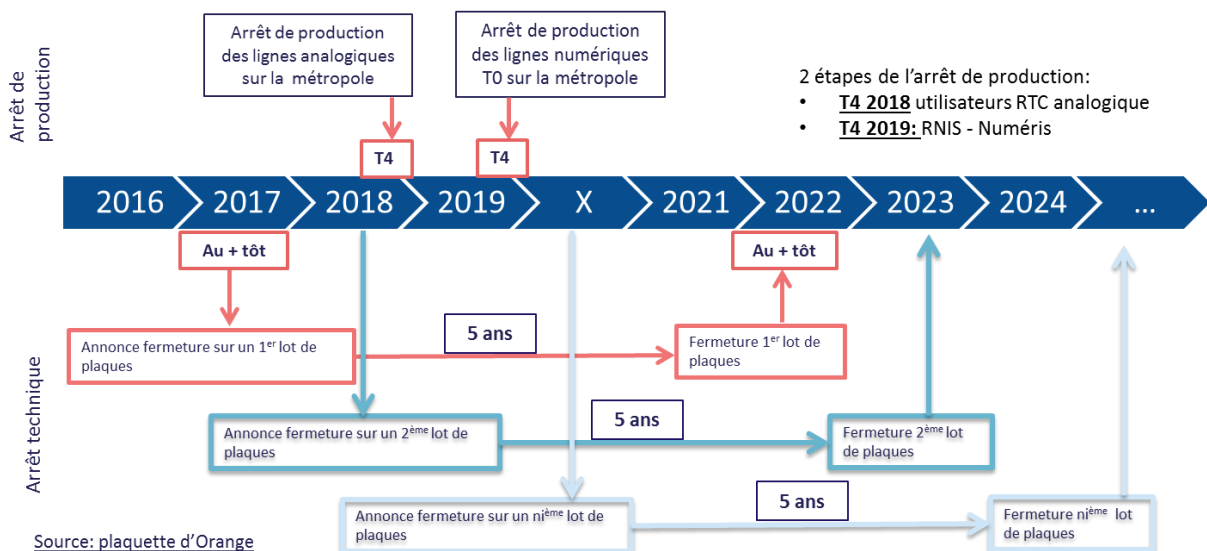 Arrêt de
production
Arrêt de production
des lignes analogiques
sur la métropole
Arrêt de production
des lignes numériques
T0 sur la métropole
2 étapes de l'arrêt de production:
• T4 2018 utilisateurs RTC analogique
• T4 2019: RNIS - Numéris
T4
T4
2016 2017 2018 2019 X 2021 2022 2023 2024 ...
Au + tôt
Au + tôt
Arrêt technique
Annonce fermeture sur un 1er lot de
plaques
5 ans
Fermeture 1er lot de
plaques
Annonce fermeture sur un 2ème lot de
plaques
5 ans
Fermeture 2ème lot
de plaques
Annonce fermeture sur un nième lot de
plaques
5 ans
Fermeture nième lot
de plaques
Source: plaquette d'Orange